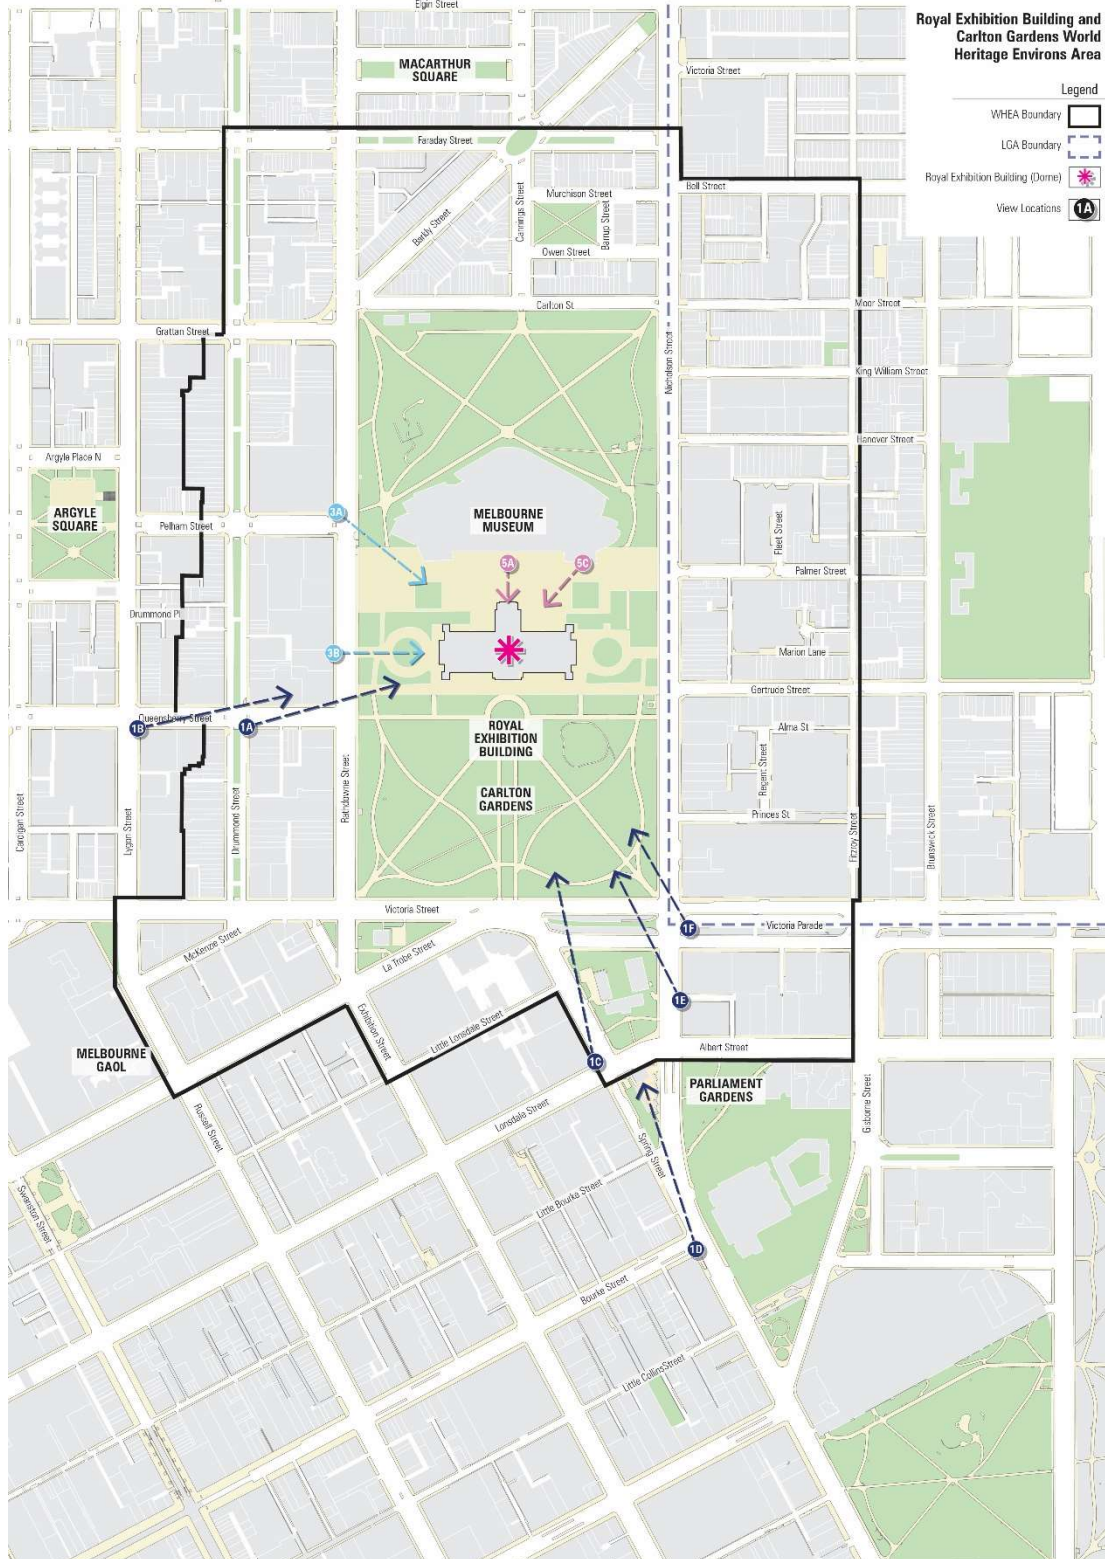 Elgin Street
Royal Exhibition Building and
Carlton Gardens World
Heritage Environs Area
Legend
WHEA Boundary
LGA Boundary
Royal Exhibition Building (Dome)
View Locations
1A
MACARTHUR
SQUARE
Victoria Street
Faraday Street
Bell Street
Murchison Street
Barkly Street
Cannings Street
Barrup Street
Owen Street
Carlton St
Moor Street
Grattan Street
Nicholson Street
King William Street
Hanover Street
Argyle Place N
ARGYLE
SQUARE
Pelham Street
3A
MELBOURNE
MUSEUM
Fleet Street
5A
5C
Palmer Street
Drummond Pl
3B
Marion Lane
Gertrude Street
Queensberry Street
1B
1A
ROYAL
EXHIBITION
BUILDING
Alma St
Regent Street
Rathdowne Street
CARLTON
GARDENS
Cardigan Street
Lygon Street
Drummond Street
Princes St
Fitzroy Street
Brunswick Street
Victoria Street
1F
Victoria Parade
McKenzie Street
La Trobe Street
1E
Exhibition Street
Little Lonsdale Street
MELBOURNE
GAOL
1C
Albert Street
PARLIAMENT
GARDENS
Russell Street
Lonsdale Street
Spring Street
Gisborne Street
Swanston Street
Little Bourke Street
1D
Bourke Street
Little CollinsStreet